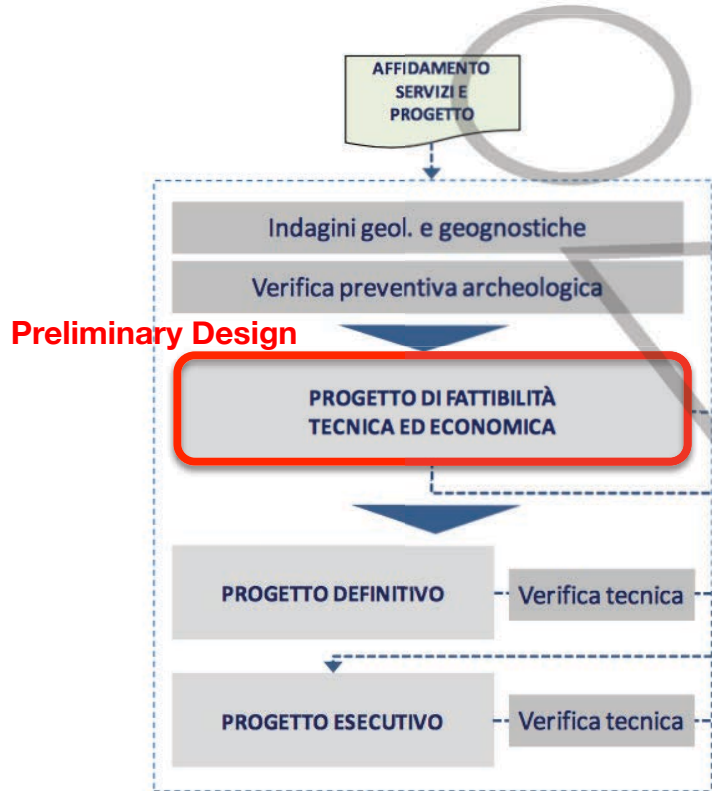 AFFIDAMENTO
SERVIZI E
PROGETTO
Indagini geol. e geognostiche
Verifica preventiva archeologica
Preliminary Design
PROGETTO DI FATTIBILITÀ
TECNICA ED ECONOMICA
PROGETTO DEFINITIVO
Verifica tecnica
PROGETTO ESECUTIVO
Verifica tecnica